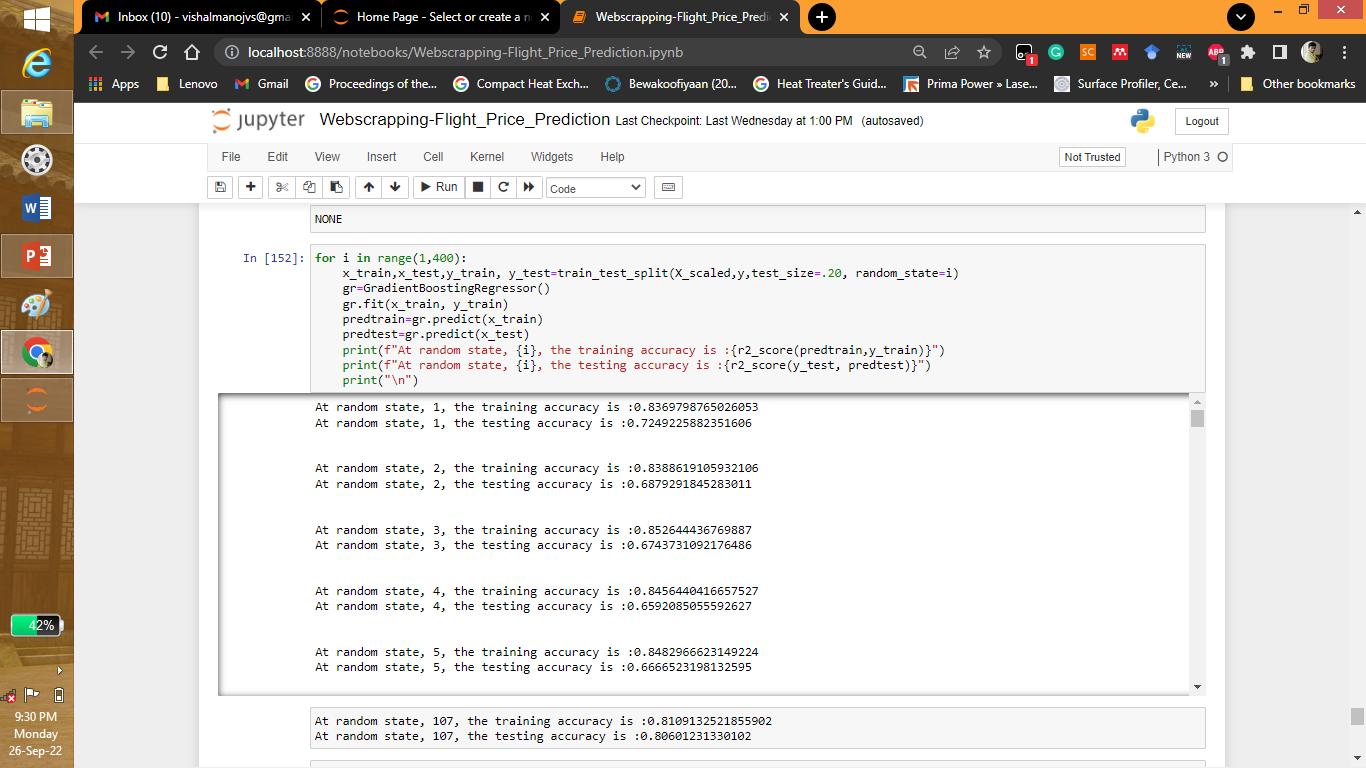 Inbox (10) - vishalmanojvs@gma
Home Page - Select or create a n
Webscrapping-Flight_Price_Predi
localhost:8888/notebooks/Webscrapping-Flight_Price_Prediction.ipynb
SC
1
NEW
ABP
1
Apps
Lenovo
Gmail
Proceedings of the...
Compact Heat Exch...
Bewakoofiyaan (20...
Heat Treater's Guid...
Prima Power » Lase...
Surface Profiler, Ce...
»
Other bookmarks
jupyter
Webscrapping-Flight_Price_Prediction Last Checkpoint: Last Wednesday at 1:00 PM (autosaved)
Logout
File Edit View Insert Cell Kernel Widgets Help
Not Trusted
Python 3
Run
Code
NONE
In [152]:
for i in range(1,400):
    x_train,x_test,y_train, y_test=train_test_split(X_scaled,y,test_size=.20, random_state=i)
    gr=GradientBoostingRegressor()
    gr.fit(x_train, y_train)
    predtrain=gr.predict(x_train)
    predtest=gr.predict(x_test)
    print(f"At random state, {i}, the training accuracy is :{r2_score(predtrain,y_train)}")
    print(f"At random state, {i}, the testing accuracy is :{r2_score(y_test, predtest)}")
    print("\n")
At random state, 1, the training accuracy is :0.8369798765026053
At random state, 1, the testing accuracy is :0.7249225882351606
At random state, 2, the training accuracy is :0.8388619105932106
At random state, 2, the testing accuracy is :0.6879291845283011
At random state, 3, the training accuracy is :0.852644436769887
At random state, 3, the testing accuracy is :0.6743731092176486
At random state, 4, the training accuracy is :0.8456440416657527
At random state, 4, the testing accuracy is :0.6592085055592627
At random state, 5, the training accuracy is :0.8482966623149224
At random state, 5, the testing accuracy is :0.6666523198132595
At random state, 107, the training accuracy is :0.8109132521855902
At random state, 107, the testing accuracy is :0.80601231330102
42%
9:30 PM
Monday
26-Sep-22